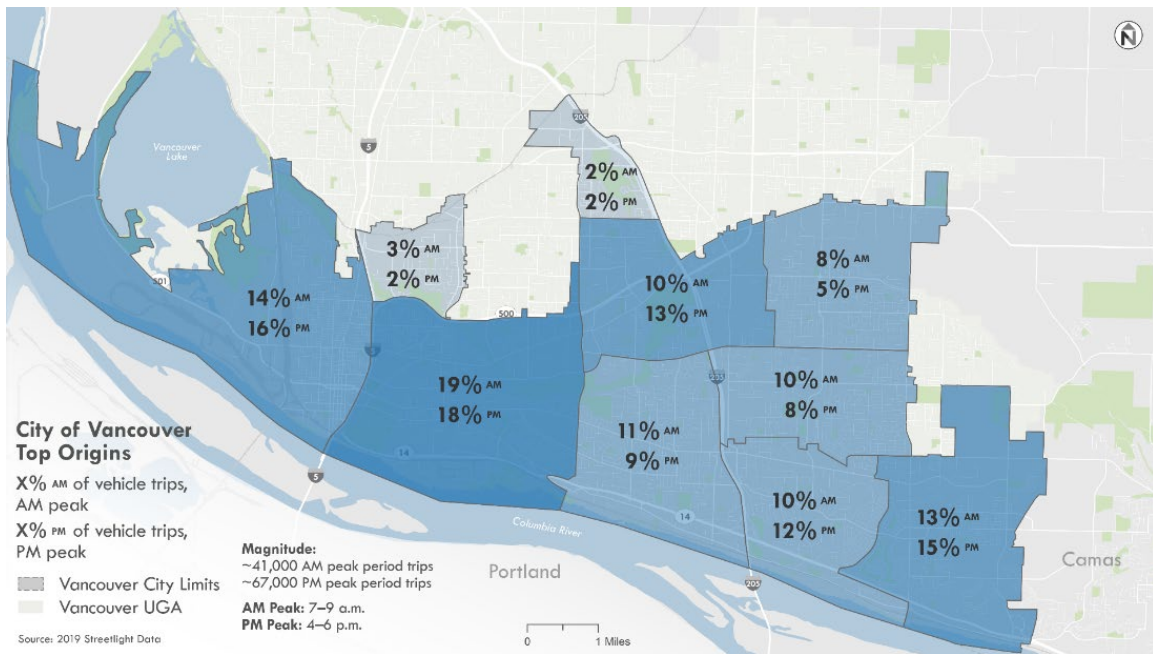 N
205
Vancouver
Lake
5
2% AM
2% PM
3% AM
2% PM
8% AM
5% PM
10% AM
13% PM
501
14% AM
16% PM
500
5
205
19% AM
18% PM
10% AM
8% PM
11% AM
9% PM
City of Vancouver
Top Origins
X% AM of vehicle trips,
AM peak
X% PM of vehicle trips,
PM peak
Vancouver City Limits
Vancouver UGA
Source: 2019 Streetlight Data
14
5
10% AM
12% PM
13% AM
15% PM
14
Columbia River
Magnitude:
~41,000 AM peak period trips
~67,000 PM peak period trips
AM Peak: 7–9 a.m.
PM Peak: 4–6 p.m.
Portland
Camas
205
0 1 Miles